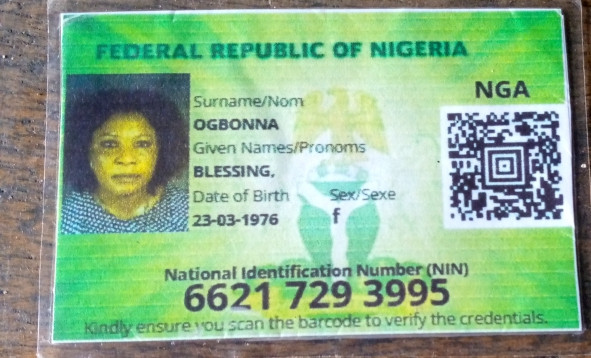 FEDERAL REPUBLIC OF NIGERIA
NGA
Surname/Nom
OGBONNA
Given Names/Pronoms
BLESSING,
Date of Birth Sex/Sexe
23-03-1976 f
National Identification Number (NIN)
6621 729 3995
Kindly ensure you scan the barcode to verify the credentials.